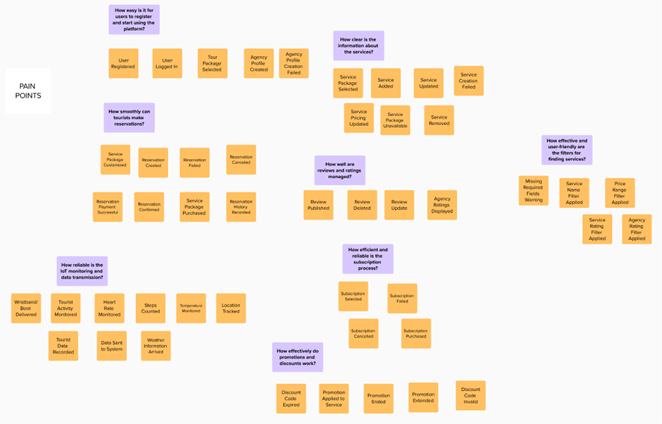 How easy is it for
users to register
and start using the
platform?
User
Registered
User
Logged In
Tour
Package
Selected
Agency
Profile
Created
Agency
Profile
Creation
Failed
How clear is the
information about
the services?
Service
Package
Selected
Service
Added
Service
Updated
Service
Creation
Failed
Service
Pricing
Updated
Service
Package
Unavailable
Service
Removed
PAIN
POINTS
How smoothly can
tourists make
reservations?
Service
Package
Customized
Reservation
Created
Reservation
Failed
Reservation
Canceled
Reservation
Payment
Successful
Reservation
Confirmed
Service
Package
Purchased
Reservation
History
Recorded
How well are
reviews and ratings
managed?
Review
Published
Review
Deleted
Review
Update
Agency
Ratings
Displayed
How effective and
user-friendly are
the filters for
finding services?
Missing
Required
Fields
Warning
Service
Name
Filter
Applied
Price
Range
Filter
Applied
Service
Rating
Filter
Applied
Agency
Rating
Filter
Applied
How reliable is the
IoT monitoring and
data transmission?
Wristband/
Band
Delivered
Tourist
Activity
Monitored
Heart
Rate
Monitored
Steps
Counted
Temperature
Monitored
Location
Tracked
Tourist
Data
Recorded
Data Sent
to System
Weather
Information
Arrived
How efficient and
reliable is the
subscription
process?
Subscription
Selected
Subscription
Failed
Subscription
Cancelled
Subscription
Purchased
How effectively do
promotions and
discounts work?
Discount
Code
Expired
Promotion
Applied to
Service
Promotion
Ended
Promotion
Extended
Discount
Code
Invalid